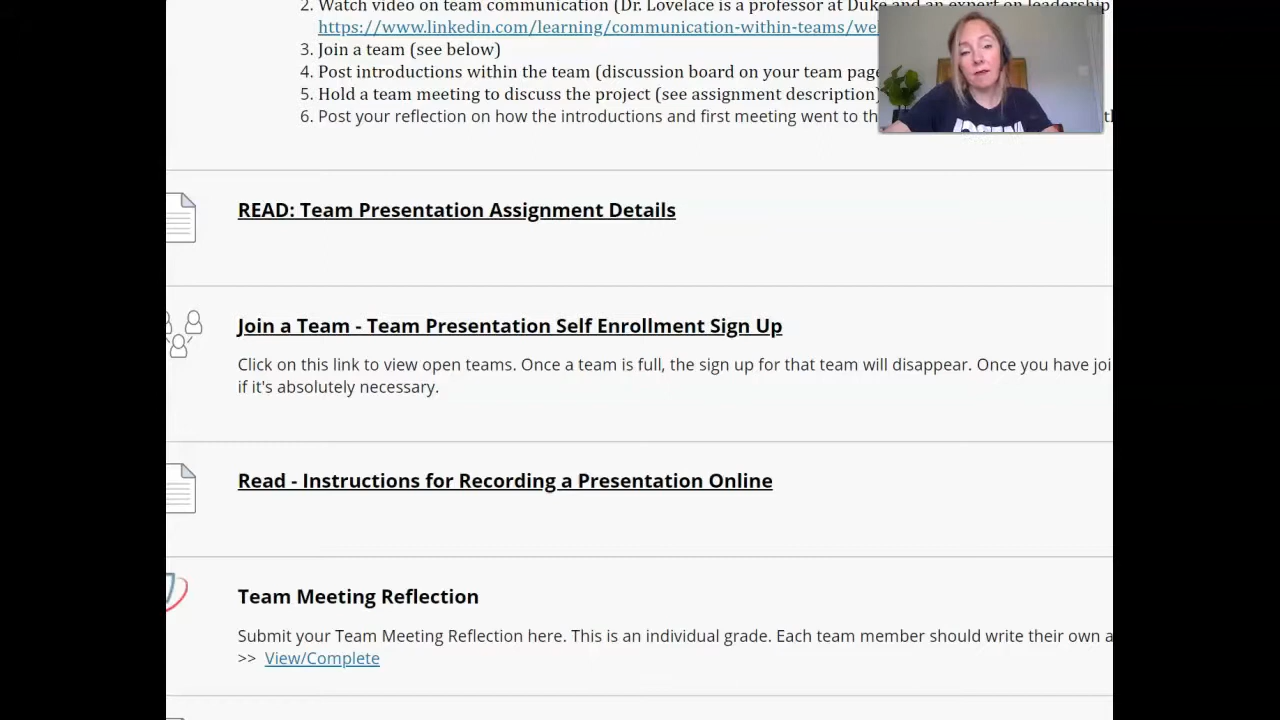 2. Watch video on team communication (Dr. Lovelace is a professor at Duke and an expert on leadership
https://www.linkedin.com/learning/communication-within-teams/we
3. Join a team (see below)
4. Post introductions within the team (discussion board on your team page
5. Hold a team meeting to discuss the project (see assignment description)
6. Post your reflection on how the introductions and first meeting went to th
READ: Team Presentation Assignment Details
Join a Team - Team Presentation Self Enrollment Sign Up
Click on this link to view open teams. Once a team is full, the sign up for that team will disappear. Once you have joi
if it's absolutely necessary.
Read - Instructions for Recording a Presentation Online
Team Meeting Reflection
Submit your Team Meeting Reflection here. This is an individual grade. Each team member should write their own a
>> View/Complete